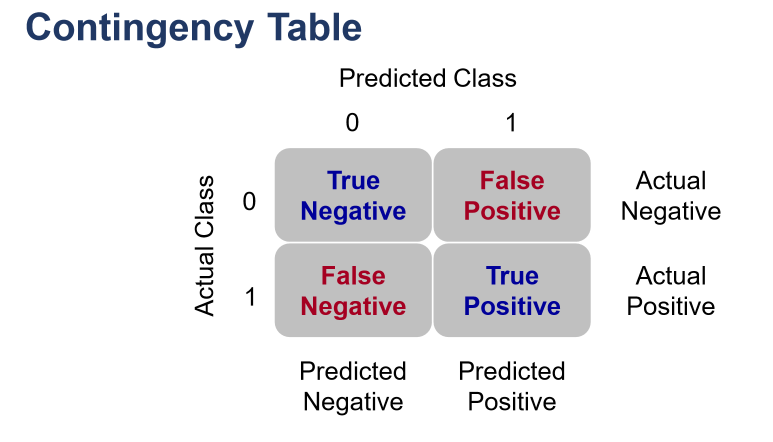 Contingency Table
Predicted Class
0 1
Actual Class
0
True
Negative
False
Positive
Actual
Negative
1
False
Negative
True
Positive
Actual
Positive
Predicted
Negative
Predicted
Positive